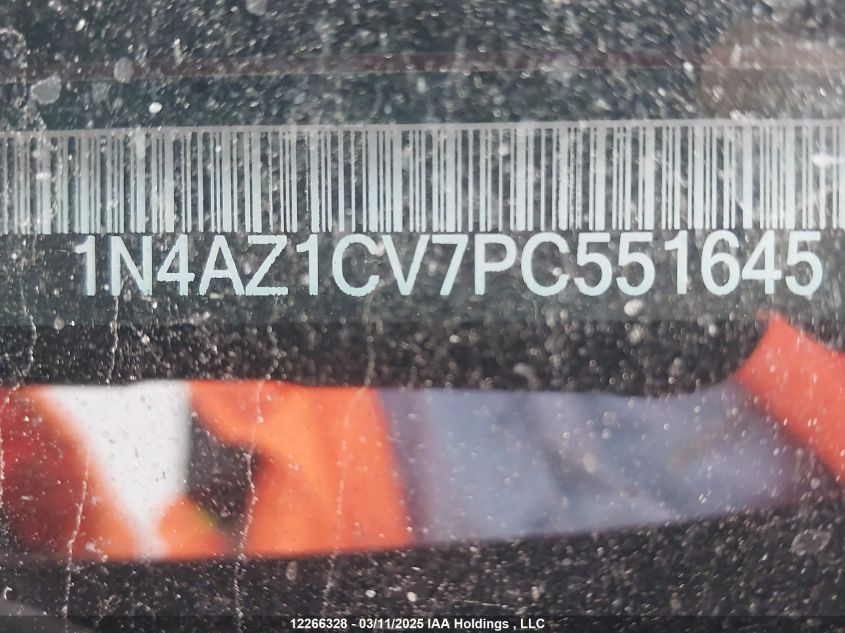 1N4AZ1CV7PC551645
12266328 - 03/11/2025 IAA Holdings , LLC